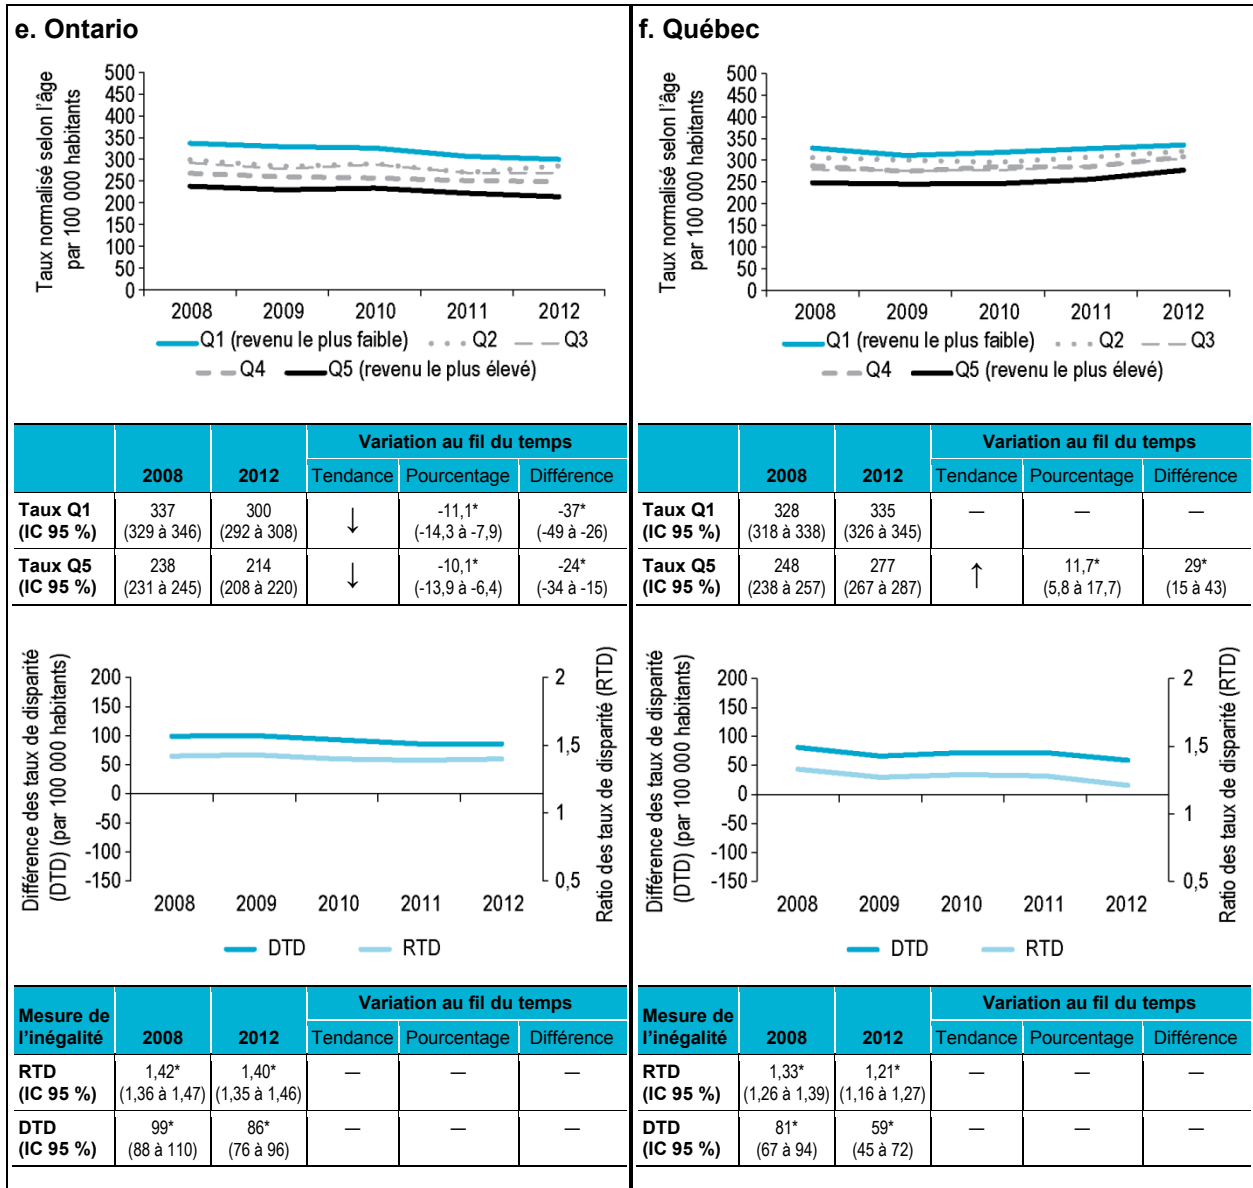 e. Ontario
Taux normalisé selon l'âge
par 100 000 habitants
500
450
400
350
300
250
200
150
100
50
0
2008 2009 2010 2011 2012
Q1 (revenu le plus faible) Q2 Q3
Q4 Q5 (revenu le plus élevé)
Variation au fil du temps
2008 2012 Tendance Pourcentage Différence
Taux Q1 337 300 ↓ -11,1* -37*
(IC 95 %) (329 à 346) (292 à 308) (-14,3 à -7,9) (-49 à -26)
Taux Q5 238 214 ↓ -10,1* -24*
(IC 95 %) (231 à 245) (208 à 220) (-13,9 à -6,4) (-34 à -15)
Différence des taux de disparité
(DTD) (par 100 000 habitants)
200
150
100
50
0
-50
-100
-150
2
1,5
1
0,5
Ratio des taux de disparité (RTD)
2008 2009 2010 2011 2012
DTD RTD
Variation au fil du temps
Mesure de
l'inégalité 2008 2012 Tendance Pourcentage Différence
RTD 1,42* 1,40* — — —
(IC 95 %) (1,36 à 1,47) (1,35 à 1,46)
DTD 99* 86* — — —
(IC 95 %) (88 à 110) (76 à 96)
f. Québec
Taux normalisé selon l'âge
par 100 000 habitants
500
450
400
350
300
250
200
150
100
50
0
2008 2009 2010 2011 2012
Q1 (revenu le plus faible) Q2 Q3
Q4 Q5 (revenu le plus élevé)
Variation au fil du temps
2008 2012 Tendance Pourcentage Différence
Taux Q1 328 335 — — —
(IC 95 %) (318 à 338) (326 à 345)
Taux Q5 248 277 ↑ 11,7* 29*
(IC 95 %) (238 à 257) (267 à 287) (5,8 à 17,7) (15 à 43)
Différence des taux de disparité
(DTD) (par 100 000 habitants)
200
150
100
50
0
-50
-100
-150
2
1,5
1
0,5
Ratio des taux de disparité (RTD)
2008 2009 2010 2011 2012
DTD RTD
Variation au fil du temps
Mesure de
l'inégalité 2008 2012 Tendance Pourcentage Différence
RTD 1,33* 1,21* — — —
(IC 95 %) (1,26 à 1,39) (1,16 à 1,27)
DTD 81* 59* — — —
(IC 95 %) (67 à 94) (45 à 72)